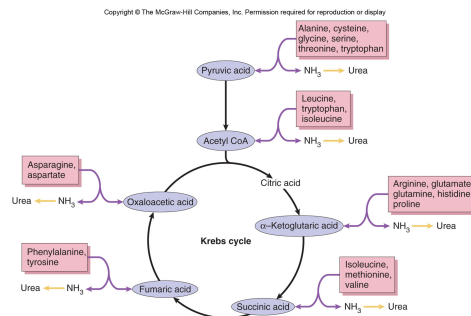 Copyright © The McGraw-Hill Companies, Inc. Permission required for reproduction or display
Alanine, cysteine,
glycine, serine,
threonine, tryptophan
Pyruvic acid
NH3
Urea
Leucine,
tryptophan,
isoleucine
Acetyl CoA
NH3
Urea
Asparagine,
aspartate
Citric acid
Arginine, glutamate
glutamine, histidine
proline
Urea
NH3
Oxaloacetic acid
α–Ketoglutaric acid
NH3
Urea
Krebs cycle
Phenylalanine,
tyrosine
Isoleucine,
methionine,
valine
Urea
NH3
Fumaric acid
Succinic acid
NH3
Urea